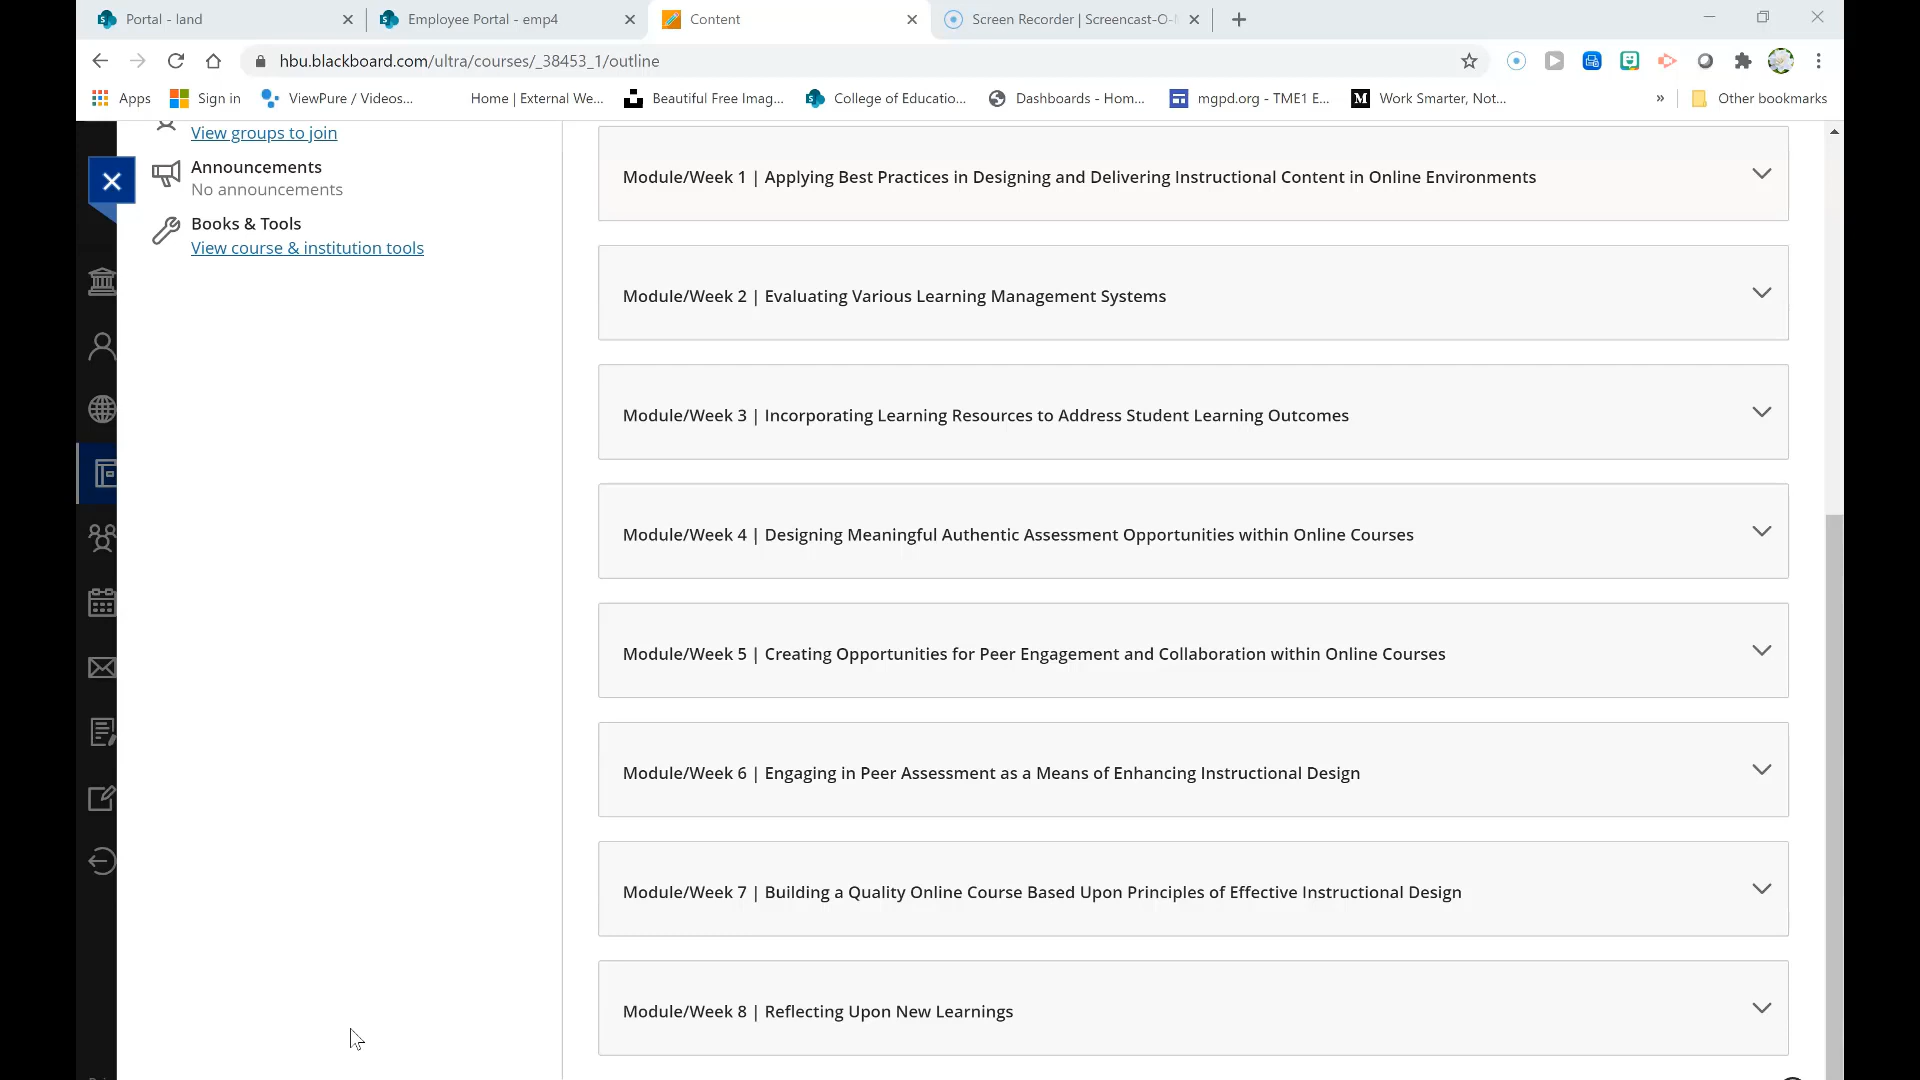 Portal - land
Employee Portal - emp4
Content
Screen Recorder | Screencast-O-
hbu.blackboard.com/ultra/courses/_38453_1/outline
Apps
Sign in
ViewPure / Videos...
Home | External We...
Beautiful Free Imag...
College of Educatio...
Dashboards - Hom...
mgpd.org - TME1 E...
M
Work Smarter, Not...
»
Other bookmarks
View groups to join
Announcements
No announcements
Books & Tools
View course & institution tools
Module/Week 1 | Applying Best Practices in Designing and Delivering Instructional Content in Online Environments
Module/Week 2 | Evaluating Various Learning Management Systems
Module/Week 3 | Incorporating Learning Resources to Address Student Learning Outcomes
Module/Week 4 | Designing Meaningful Authentic Assessment Opportunities within Online Courses
Module/Week 5 | Creating Opportunities for Peer Engagement and Collaboration within Online Courses
Module/Week 6 | Engaging in Peer Assessment as a Means of Enhancing Instructional Design
Module/Week 7 | Building a Quality Online Course Based Upon Principles of Effective Instructional Design
Module/Week 8 | Reflecting Upon New Learnings